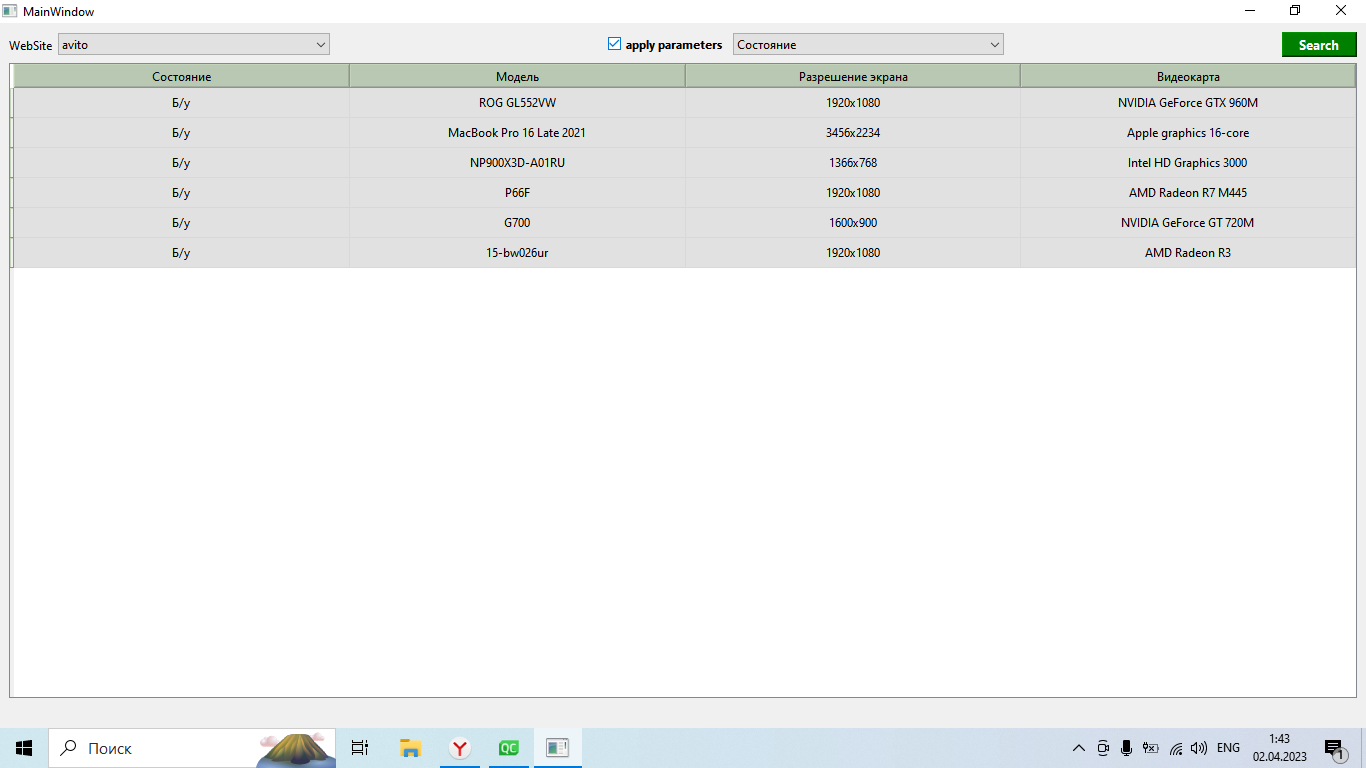 MainWindow
WebSite avito apply parameters Состояние Search
Состояние Модель Разрешение экрана Видеокарта
Б/у ROG GL552VW 1920x1080 NVIDIA GeForce GTX 960M
Б/у MacBook Pro 16 Late 2021 3456x2234 Apple graphics 16-core
Б/у NP900X3D-A01RU 1366x768 Intel HD Graphics 3000
Б/у P66F 1920x1080 AMD Radeon R7 M445
Б/у G700 1600x900 NVIDIA GeForce GT 720M
Б/у 15-bw026ur 1920x1080 AMD Radeon R3
Поиск Y QC ENG 1:43
02.04.2023 1